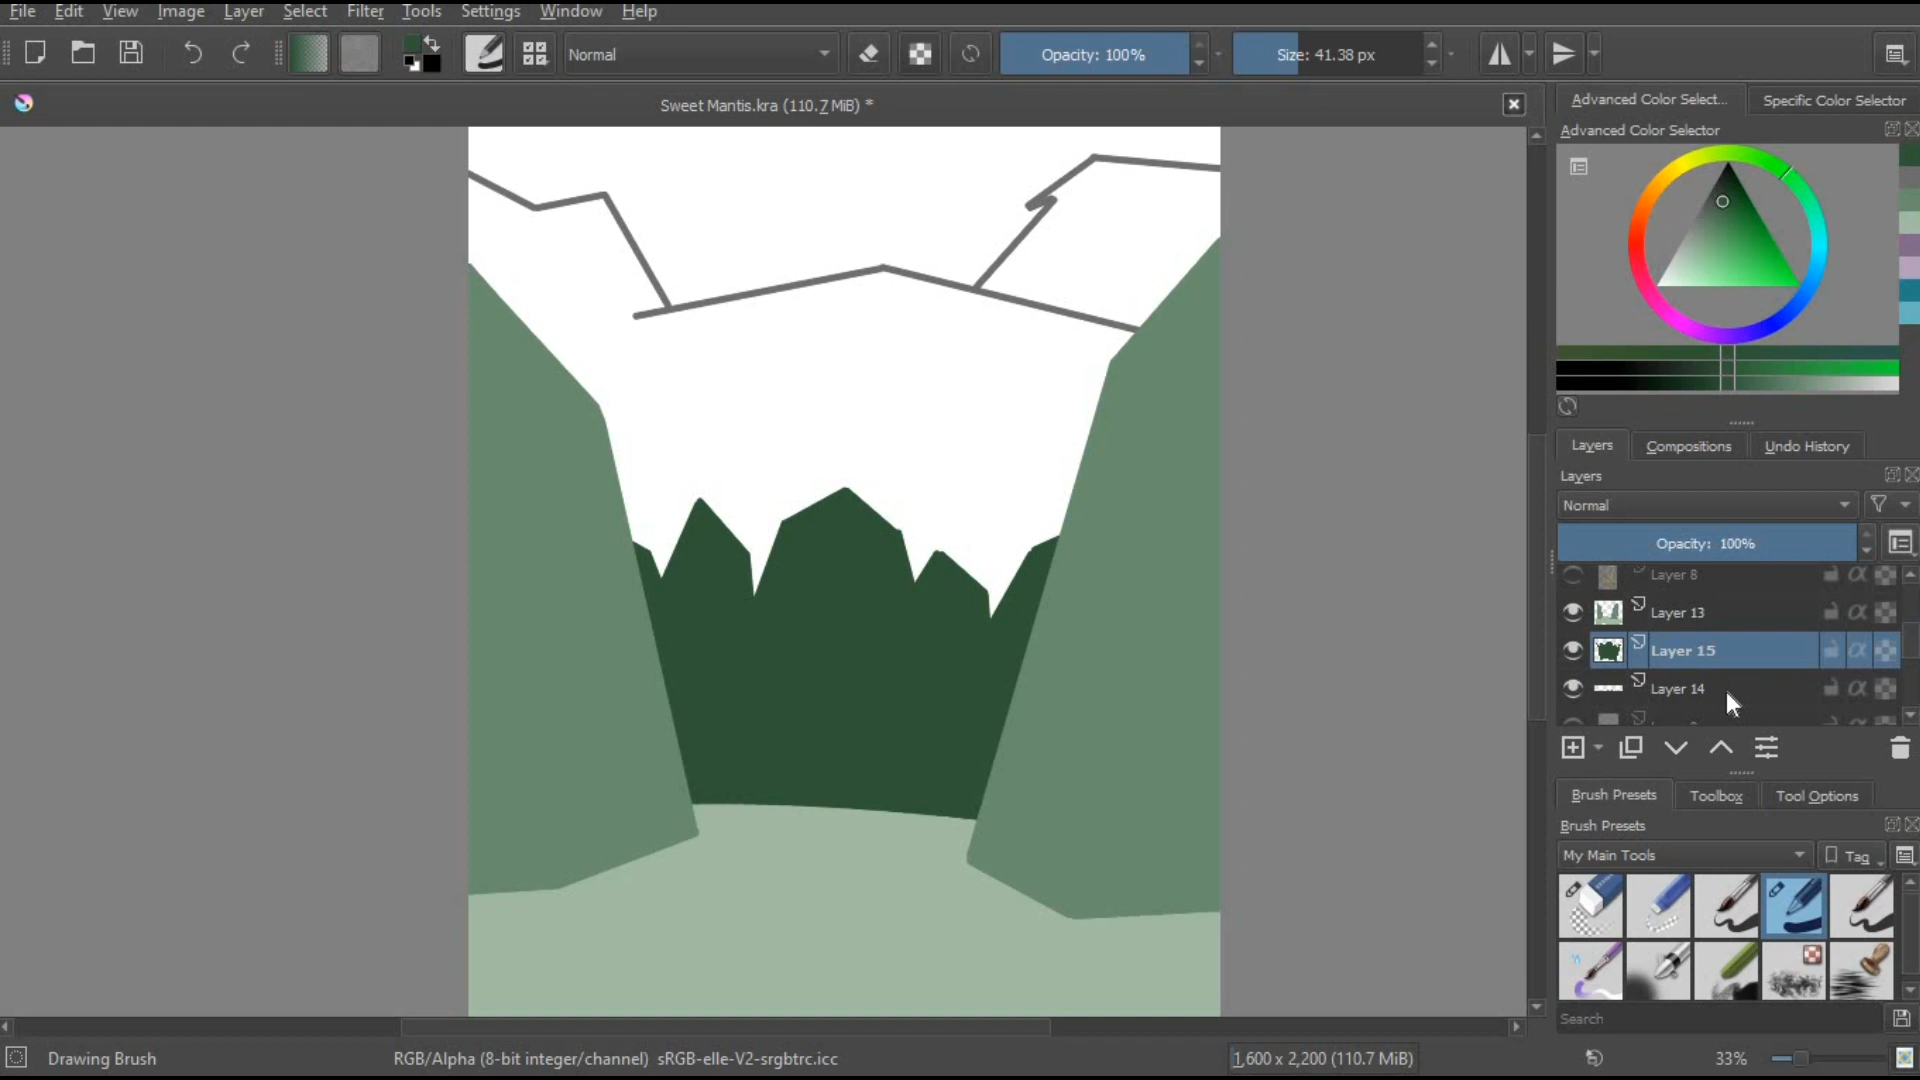 File Edit View Image Layer Select Filter Tools Settings Window Help
Normal Opacity: 100% Size: 41.38 px
Sweet Mantis.kra (110.7 MiB) *
Advanced Color Select... Specific Color Selector
Advanced Color Selector
Layers Compositions Undo History
Layers
Normal
Opacity: 100%
Layer 8
Layer 13
Layer 15
Layer 14
Brush Presets Toolbox Tool Options
Brush Presets
My Main Tools Tag
Search
Drawing Brush RGB/Alpha (8-bit integer/channel) sRGB-elle-V2-srgbtrc.icc 1,600 x 2,200 (110.7 MiB) 33%